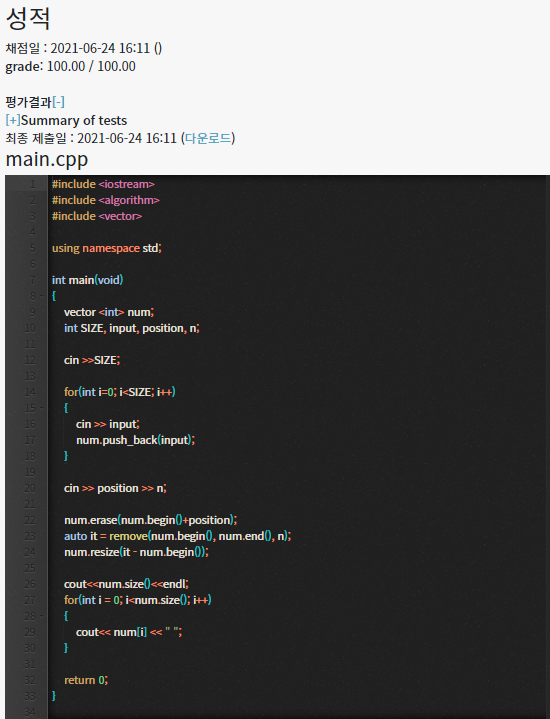 성적
채점일 : 2021-06-24 16:11 ()
grade: 100.00 / 100.00
평가결과[-]
[+]Summary of tests
최종 제출일 : 2021-06-24 16:11 (다운로드)
main.cpp
1 #include <iostream>
2 #include <algorithm>
3 #include <vector>
4
5 using namespace std;
6
7 int main(void)
8 {
9 vector <int> num;
10 int SIZE, input, position, n;
11
12 cin >>SIZE;
13
14 for(int i=0; i<SIZE; i++)
15 {
16 cin >> input;
17 num.push_back(input);
18 }
19
20 cin >> position >> n;
21
22 num.erase(num.begin()+position);
23 auto it = remove(num.begin(), num.end(), n);
24 num.resize(it - num.begin());
25
26 cout<<num.size()<<endl;
27 for(int i = 0; i<num.size(); i++)
28 {
29 cout<< num[i] << " ";
30 }
31
32 return 0;
33 }
34